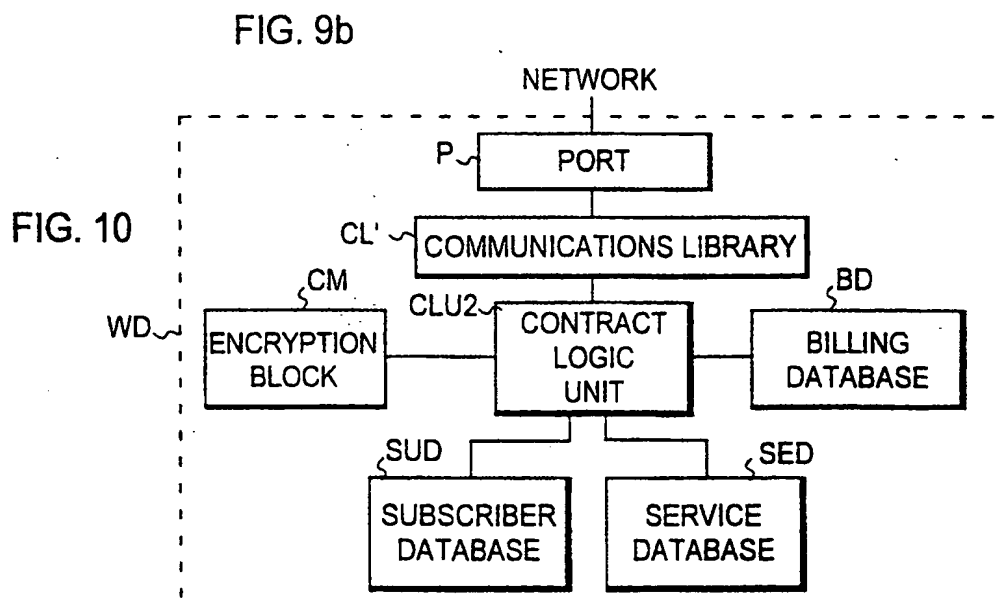 FIG. 9b
NETWORK
P
PORT
FIG. 10
CL'
COMMUNICATIONS LIBRARY
CM
CLU2
BD
WD
ENCRYPTION
BLOCK
CONTRACT
LOGIC
UNIT
BILLING
DATABASE
SUD
SED
SUBSCRIBER
DATABASE
SERVICE
DATABASE